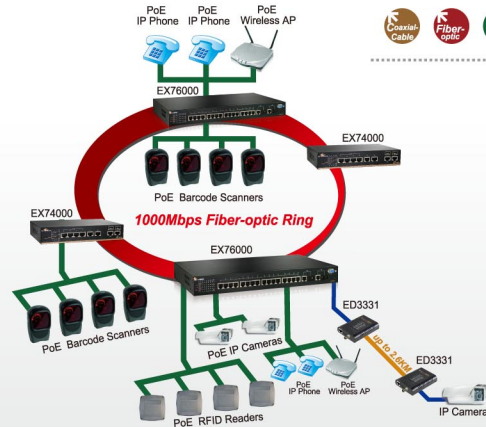 PoE
IP Phone
PoE
IP Phone
PoE
Wireless AP
Coaxial-
Cable
Fiber-
optic
EX76000
EX74000
PoE Barcode Scanners
1000Mbps Fiber-optic Ring
EX74000
EX76000
ED3331
PoE Barcode Scanners
PoE IP Cameras
up to 2.6KM
ED3331
PoE
IP Phone
PoE
Wireless AP
IP Camera
PoE RFID Readers